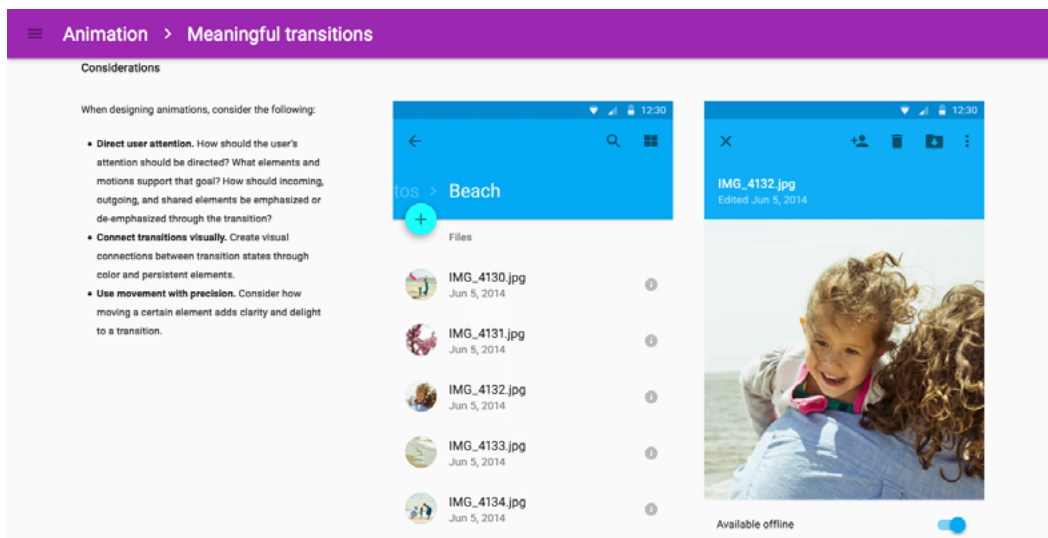 Animation > Meaningful transitions
Considerations
When designing animations, consider the following:
• Direct user attention. How should the user's
attention should be directed? What elements and
motions support that goal? How should incoming,
outgoing, and shared elements be emphasized or
de-emphasized through the transition?
• Connect transitions visually. Create visual
connections between transition states through
color and persistent elements.
• Use movement with precision. Consider how
moving a certain element adds clarity and delight
to a transition.
12:30
tos > Beach
Files
IMG_4130.jpg
Jun 5, 2014
IMG_4131.jpg
Jun 5, 2014
IMG_4132.jpg
Jun 5, 2014
IMG_4133.jpg
Jun 5, 2014
IMG_4134.jpg
Jun 5, 2014
12:30
IMG_4132.jpg
Edited Jun 5, 2014
Available offline